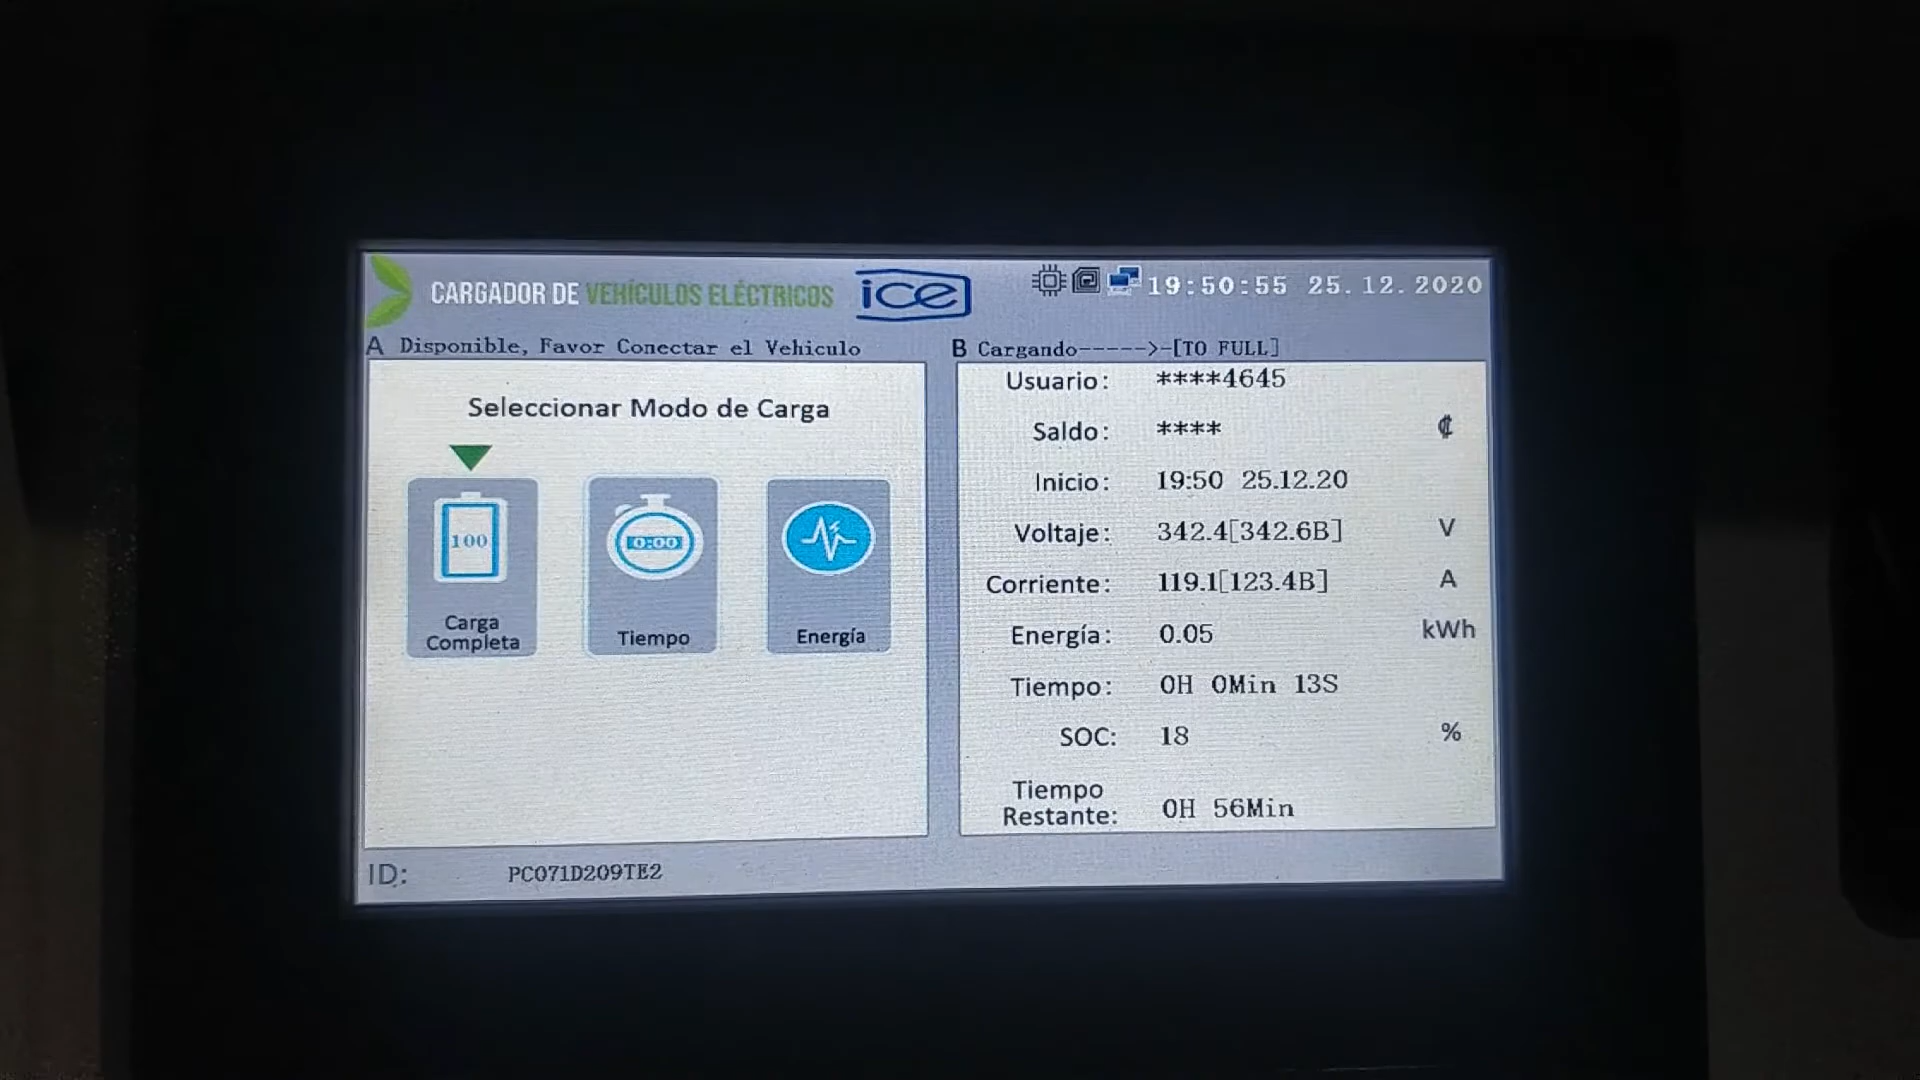 CARGADOR DE VEHÍCULOS ELÉCTRICOS ice 19:50:55 25.12.2020
A Disponible, Favor Conectar el Vehiculo
Seleccionar Modo de Carga
100
Carga
Completa
0:00
Tiempo
Energía
B Cargando----->-[TO FULL]
Usuario: ****4645
Saldo: **** ₡
Inicio: 19:50 25.12.20
Voltaje: 342.4[342.6B] V
Corriente: 119.1[123.4B] A
Energía: 0.05 kWh
Tiempo: 0H 0Min 13S
SOC: 18 %
Tiempo
Restante: 0H 56Min
ID: PC071D209TE2